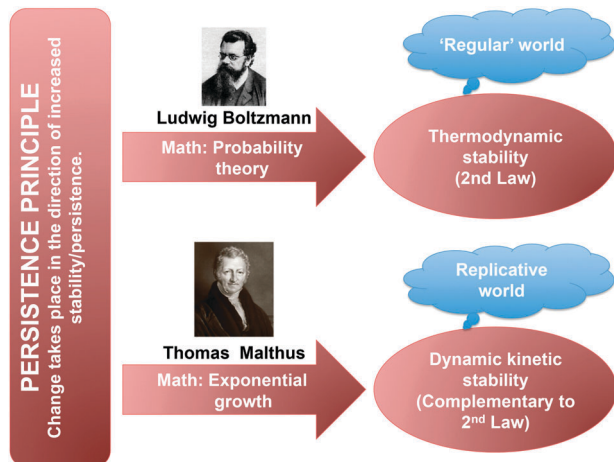 PERSISTENCE PRINCIPLE
Change takes place in the direction of increased
stability/persistence.
Ludwig Boltzmann
Math: Probability
theory
'Regular' world
Thermodynamic
stability
(2nd Law)
Thomas Malthus
Math: Exponential
growth
Replicative
world
Dynamic kinetic
stability
(Complementary to
2nd Law)